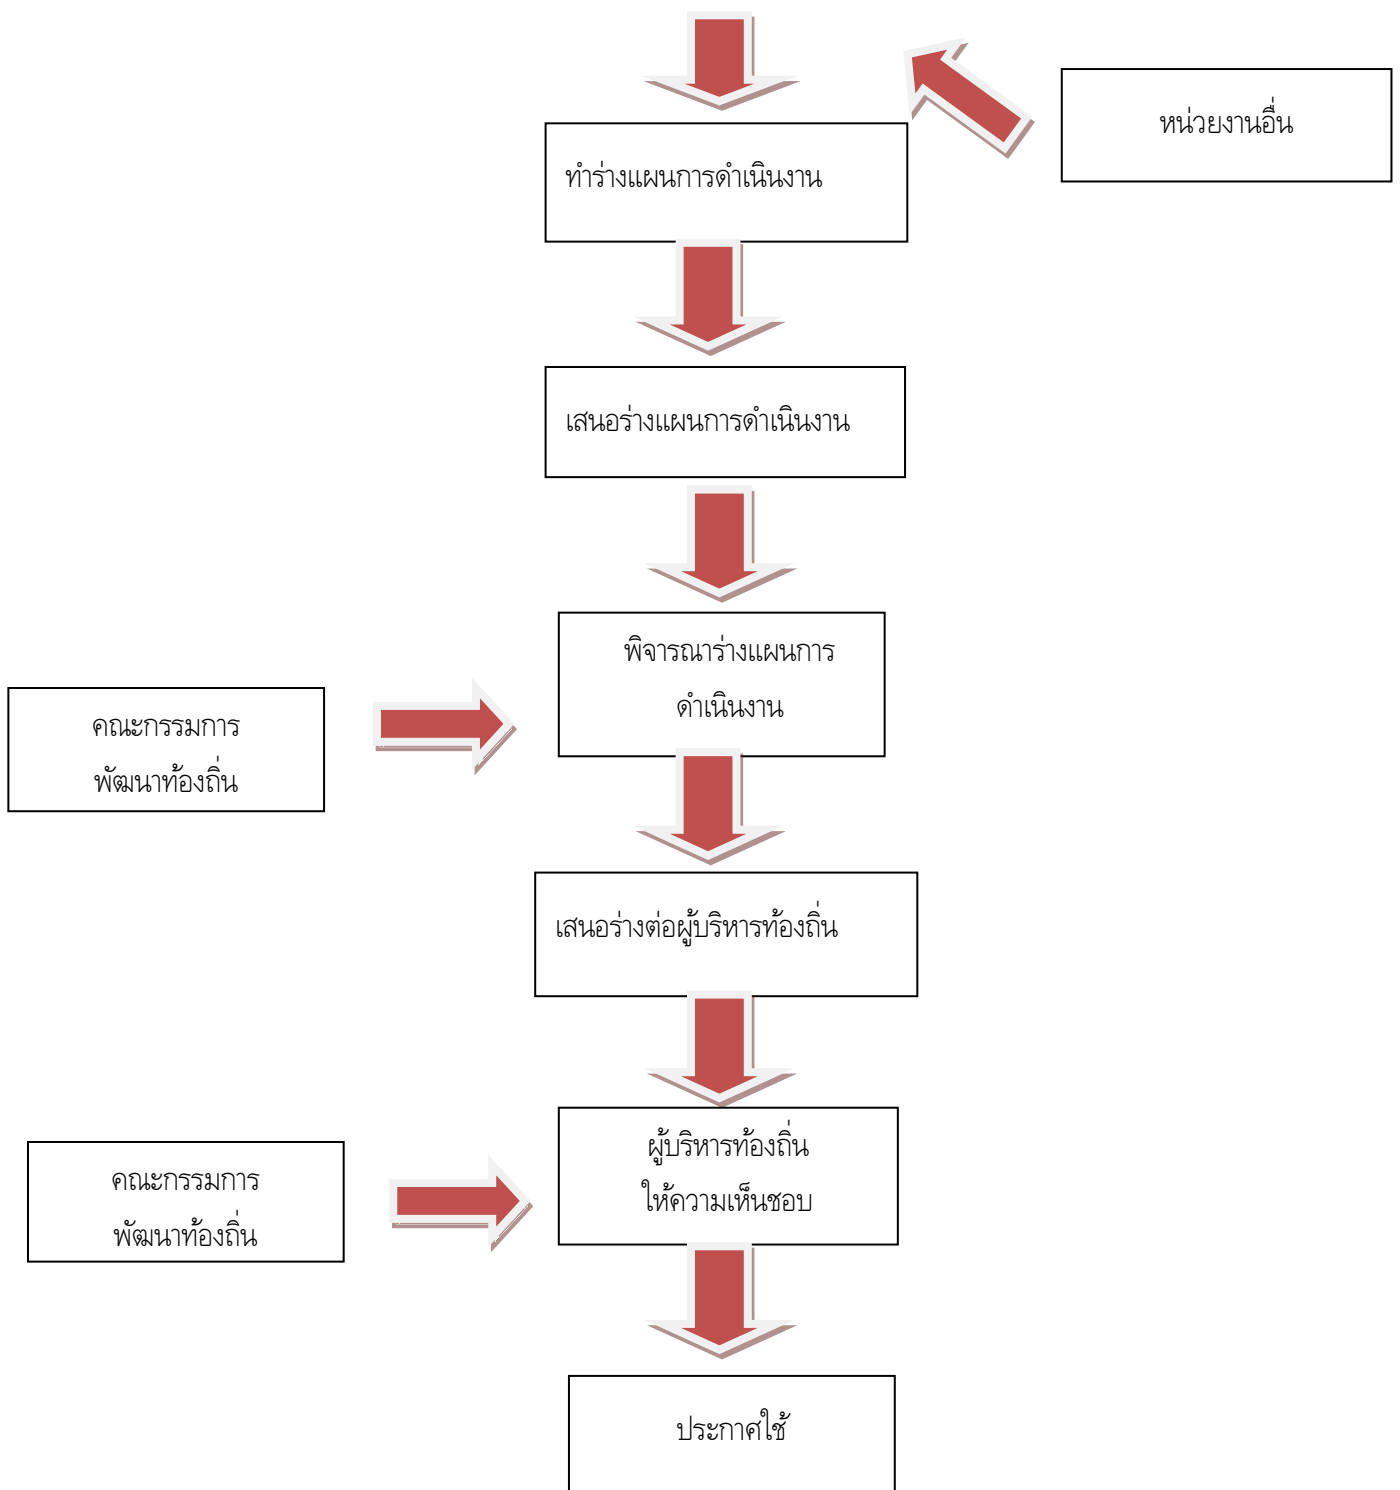 หน่วยงานอื่น
ทำร่างแผนการดำเนินงาน
เสนอร่างแผนการดำเนินงาน
พิจารณาร่างแผนการ
ดำเนินงาน
คณะกรรมการ
พัฒนาท้องถิ่น
เสนอร่างต่อผู้บริหารท้องถิ่น
ผู้บริหารท้องถิ่น
ให้ความเห็นชอบ
คณะกรรมการ
พัฒนาท้องถิ่น
ประกาศใช้